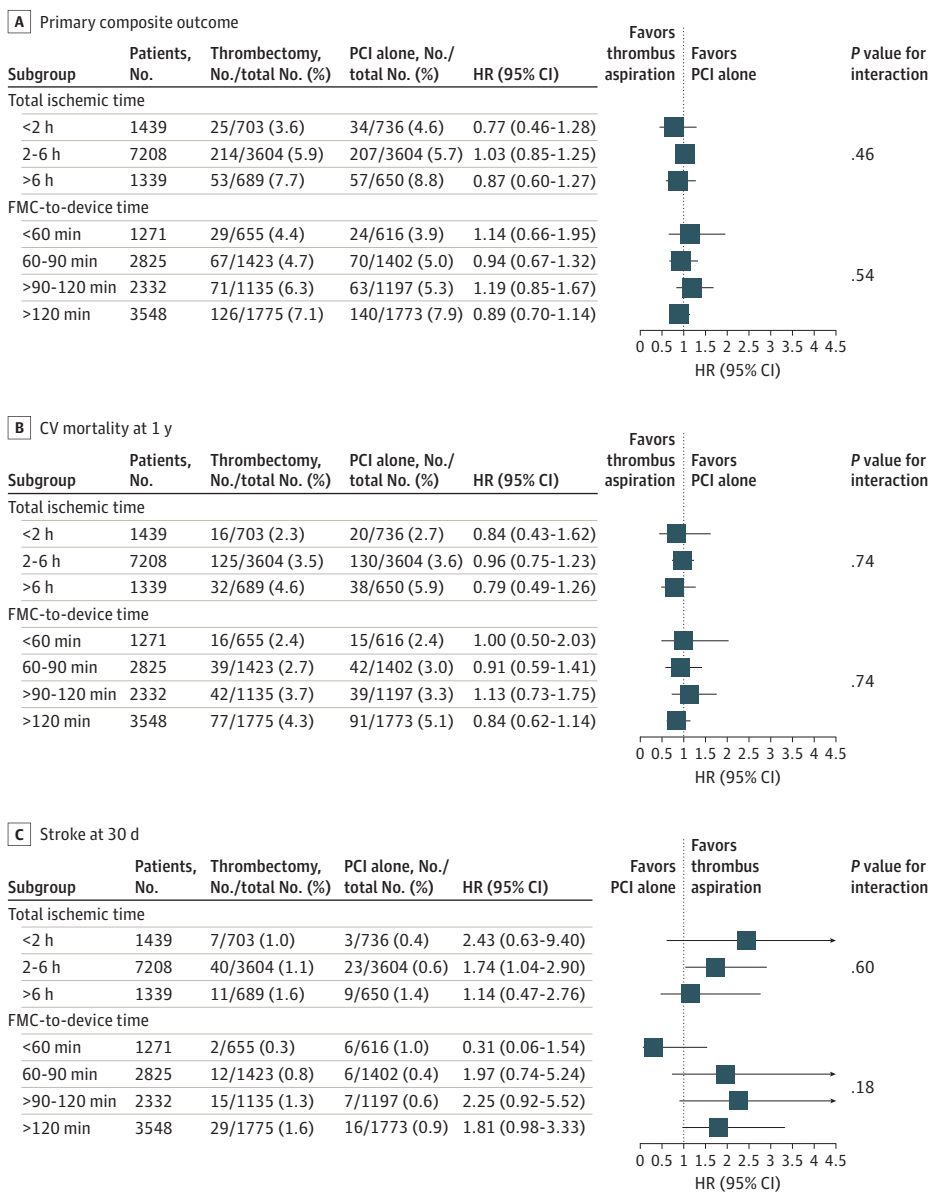 A Primary composite outcome
Favors thrombus aspiration Favors PCI alone
Subgroup Patients, No. Thrombectomy, No./total No. (%) PCI alone, No./total No. (%) HR (95% CI) P value for interaction
Total ischemic time
<2 h 1439 25/703 (3.6) 34/736 (4.6) 0.77 (0.46-1.28)
2-6 h 7208 214/3604 (5.9) 207/3604 (5.7) 1.03 (0.85-1.25) .46
>6 h 1339 53/689 (7.7) 57/650 (8.8) 0.87 (0.60-1.27)
FMC-to-device time
<60 min 1271 29/655 (4.4) 24/616 (3.9) 1.14 (0.66-1.95)
60-90 min 2825 67/1423 (4.7) 70/1402 (5.0) 0.94 (0.67-1.32)
.54
>90-120 min 2332 71/1135 (6.3) 63/1197 (5.3) 1.19 (0.85-1.67)
>120 min 3548 126/1775 (7.1) 140/1773 (7.9) 0.89 (0.70-1.14)
0 0.5 1 1.5 2 2.5 3 3.5 4 4.5
HR (95% CI)
B CV mortality at 1 y
Favors thrombus aspiration Favors PCI alone
Subgroup Patients, No. Thrombectomy, No./total No. (%) PCI alone, No./total No. (%) HR (95% CI) P value for interaction
Total ischemic time
<2 h 1439 16/703 (2.3) 20/736 (2.7) 0.84 (0.43-1.62)
2-6 h 7208 125/3604 (3.5) 130/3604 (3.6) 0.96 (0.75-1.23) .74
>6 h 1339 32/689 (4.6) 38/650 (5.9) 0.79 (0.49-1.26)
FMC-to-device time
<60 min 1271 16/655 (2.4) 15/616 (2.4) 1.00 (0.50-2.03)
60-90 min 2825 39/1423 (2.7) 42/1402 (3.0) 0.91 (0.59-1.41)
.74
>90-120 min 2332 42/1135 (3.7) 39/1197 (3.3) 1.13 (0.73-1.75)
>120 min 3548 77/1775 (4.3) 91/1773 (5.1) 0.84 (0.62-1.14)
0 0.5 1 1.5 2 2.5 3 3.5 4 4.5
HR (95% CI)
C Stroke at 30 d
Favors PCI alone Favors thrombus aspiration
Subgroup Patients, No. Thrombectomy, No./total No. (%) PCI alone, No./total No. (%) HR (95% CI) P value for interaction
Total ischemic time
<2 h 1439 7/703 (1.0) 3/736 (0.4) 2.43 (0.63-9.40)
2-6 h 7208 40/3604 (1.1) 23/3604 (0.6) 1.74 (1.04-2.90) .60
>6 h 1339 11/689 (1.6) 9/650 (1.4) 1.14 (0.47-2.76)
FMC-to-device time
<60 min 1271 2/655 (0.3) 6/616 (1.0) 0.31 (0.06-1.54)
60-90 min 2825 12/1423 (0.8) 6/1402 (0.4) 1.97 (0.74-5.24)
.18
>90-120 min 2332 15/1135 (1.3) 7/1197 (0.6) 2.25 (0.92-5.52)
>120 min 3548 29/1775 (1.6) 16/1773 (0.9) 1.81 (0.98-3.33)
0 0.5 1 1.5 2 2.5 3 3.5 4 4.5
HR (95% CI)